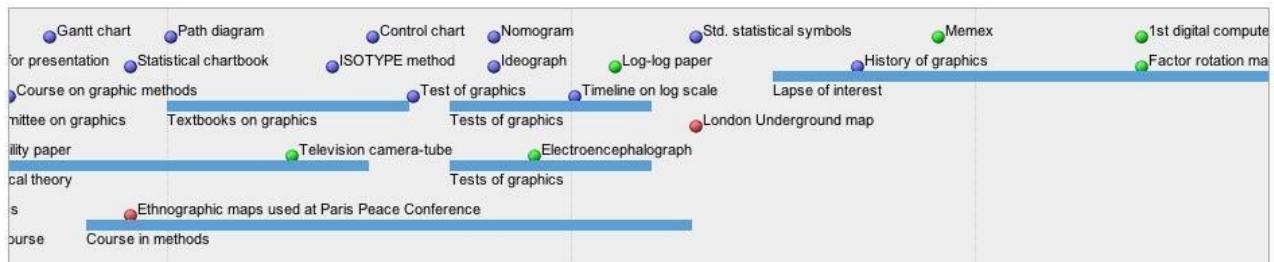 Gantt chart Path diagram Control chart Nomogram Std. statistical symbols Memex 1st digital compute
for presentation Statistical chartbook ISOTYPE method Ideograph Log-log paper History of graphics Factor rotation ma
Course on graphic methods Test of graphics Timeline on log scale Lapse of interest
mittee on graphics Textbooks on graphics Tests of graphics London Underground map
ility paper Television camera-tube Electroencephalograph
cal theory Tests of graphics
s Ethnographic maps used at Paris Peace Conference
ourse Course in methods